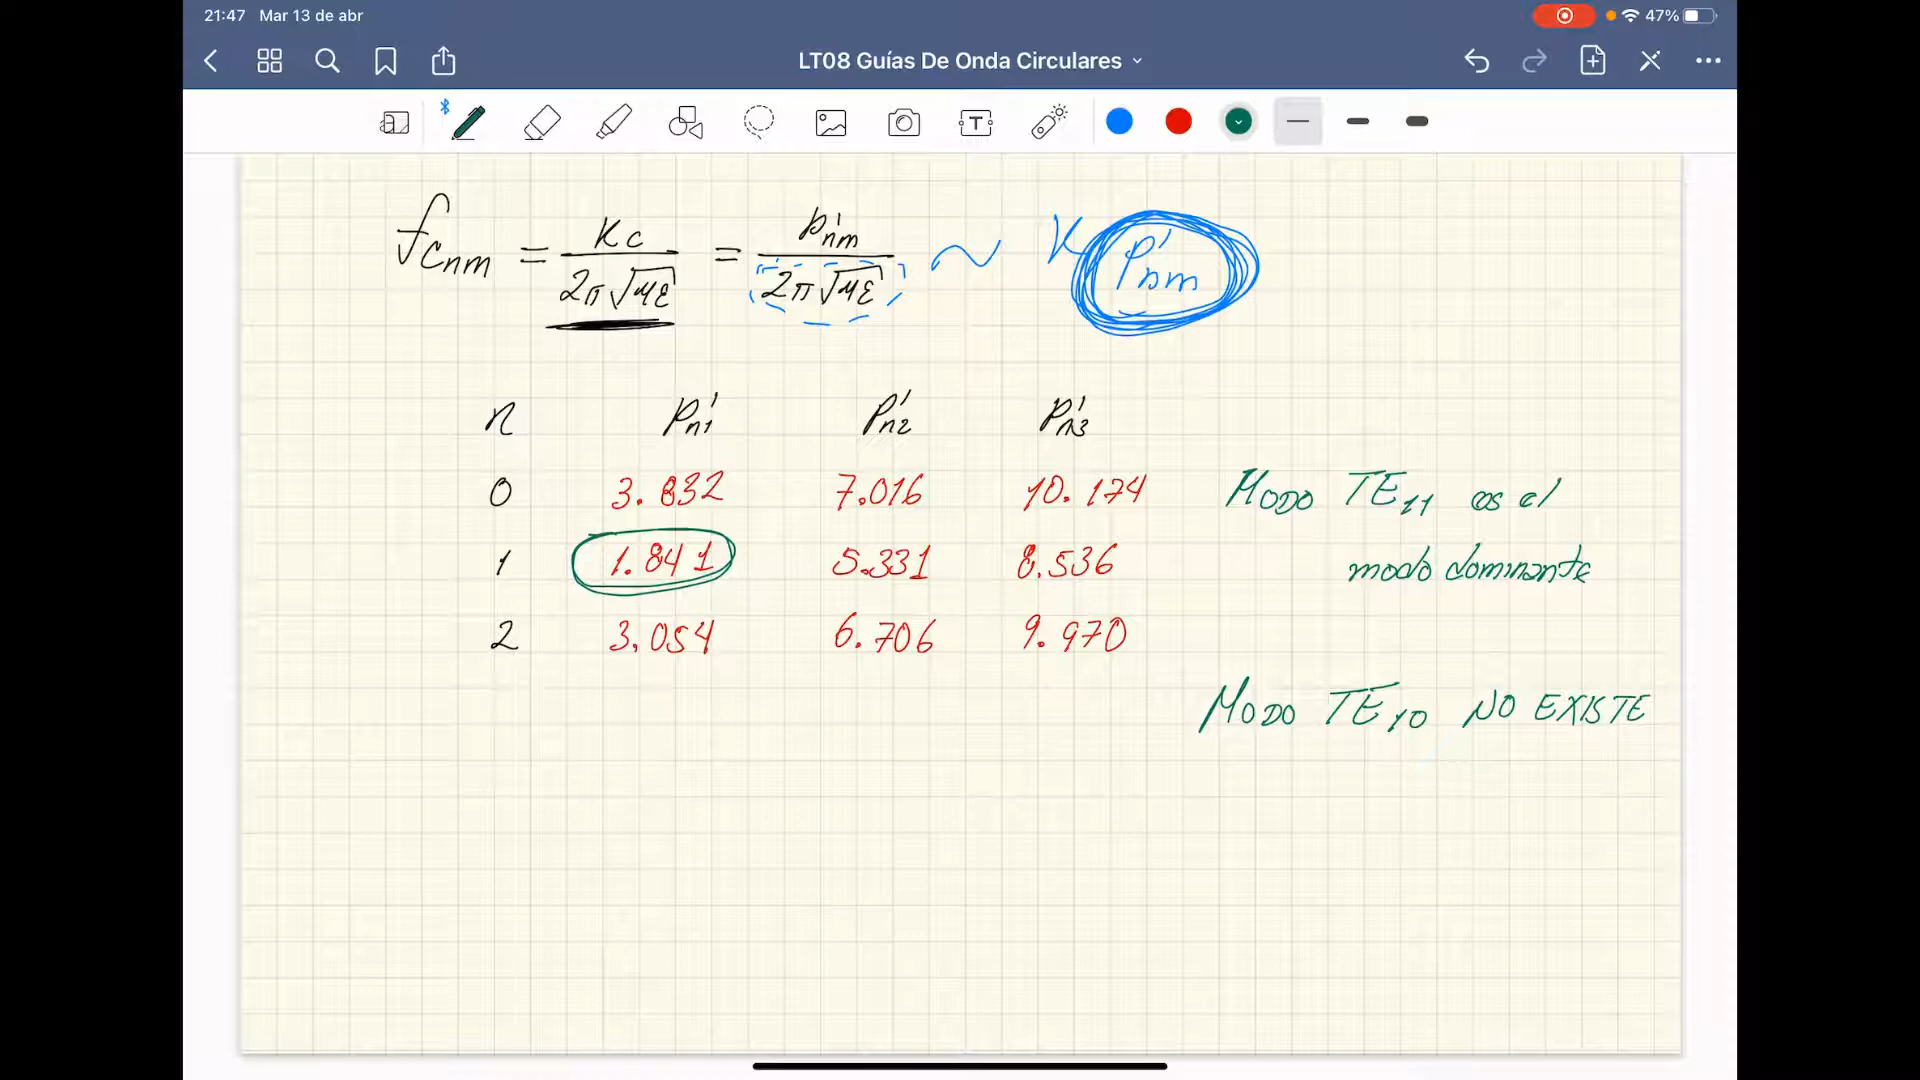 21:47 Mar 13 de abr 47%
LT08 Guías De Onda Circulares
T
fcnm = Kc / 2π√με = p'nm / 2π√με ~ K p'nm
n p'n1 p'n2 p'n3
0 3.832 7.016 10.174 MODO TE11 es el
1 1.841 5.331 8.536 modo dominante
2 3.054 6.706 9.970
MODO TE10 NO EXISTE